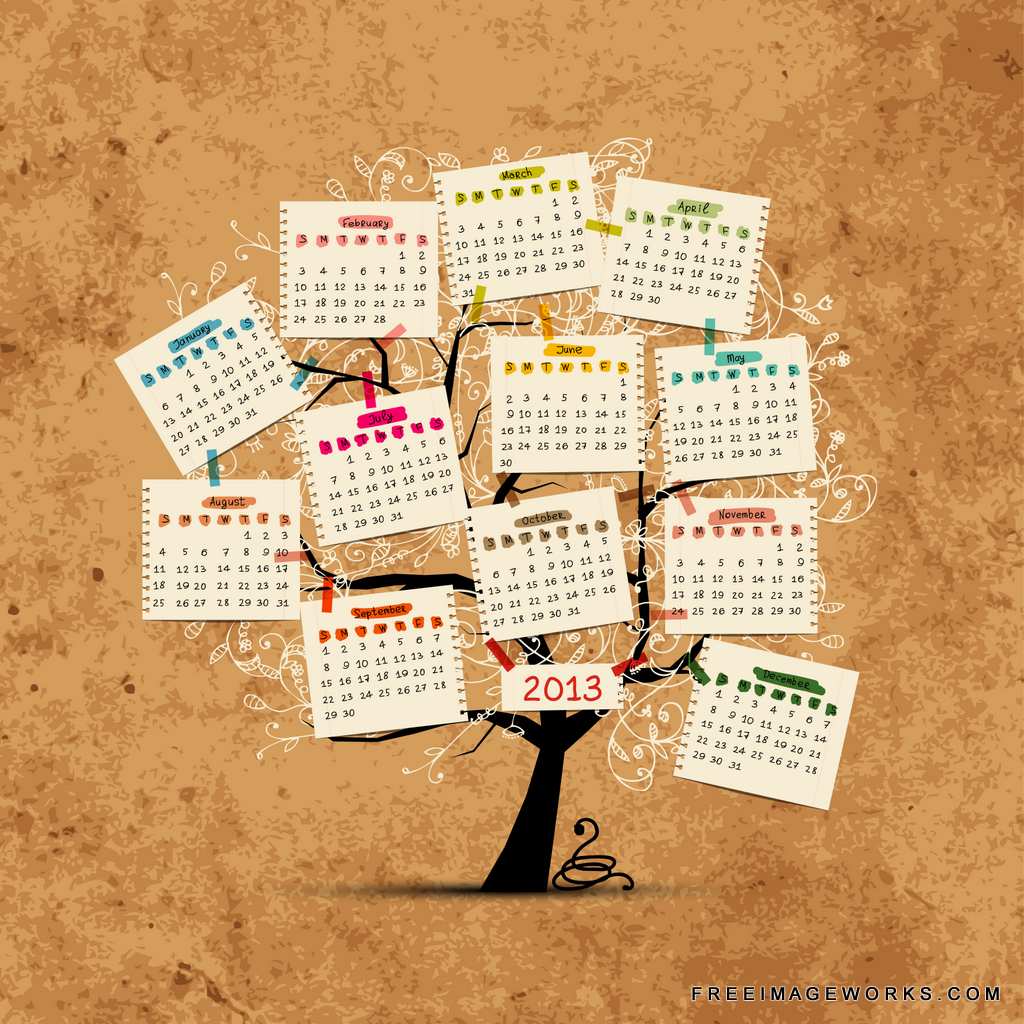 March
S M T W T F S
1 2
3 4 5 6 7 8 9
10 11 12 13 14 15 16
17 18 19 20 21 22 23
24 25 26 27 28 29 30
31
February
S M T W T F S
1 2
3 4 5 6 7 8 9
10 11 12 13 14 15 16
17 18 19 20 21 22 23
24 25 26 27 28
April
S M T W T F S
1 2 3 4 5 6
7 8 9 10 11 12 13
14 15 16 17 18 19 20
21 22 23 24 25 26 27
28 29 30
January
S M T W T F S
1 2 3 4 5
6 7 8 9 10 11 12
13 14 15 16 17 18 19
20 21 22 23 24 25 26
27 28 29 30 31
June
S M T W T F S
1
2 3 4 5 6 7 8
9 10 11 12 13 14 15
16 17 18 19 20 21 22
23 24 25 26 27 28 29
30
May
S M T W T F S
1 2 3 4
5 6 7 8 9 10 11
12 13 14 15 16 17 18
19 20 21 22 23 24 25
26 27 28 29 30 31
July
S M T W T F S
1 2 3 4 5 6
7 8 9 10 11 12 13
14 15 16 17 18 19 20
21 22 23 24 25 26 27
28 29 30 31
August
S M T W T F S
1 2 3
4 5 6 7 8 9 10
11 12 13 14 15 16 17
18 19 20 21 22 23 24
25 26 27 28 29 30 31
October
S M T W T F S
1 2 3 4 5
6 7 8 9 10 11 12
13 14 15 16 17 18 19
20 21 22 23 24 25 26
27 28 29 30 31
November
S M T W T F S
1 2
3 4 5 6 7 8 9
10 11 12 13 14 15 16
17 18 19 20 21 22 23
24 25 26 27 28 29 30
September
S M T W T F S
1 2 3 4 5 6 7
8 9 10 11 12 13 14
15 16 17 18 19 20 21
22 23 24 25 26 27 28
29 30
2013
December
S M T W T F S
1 2 3 4 5 6 7
8 9 10 11 12 13 14
15 16 17 18 19 20 21
22 23 24 25 26 27 28
29 30 31
FREEIMAGEWORKS.COM